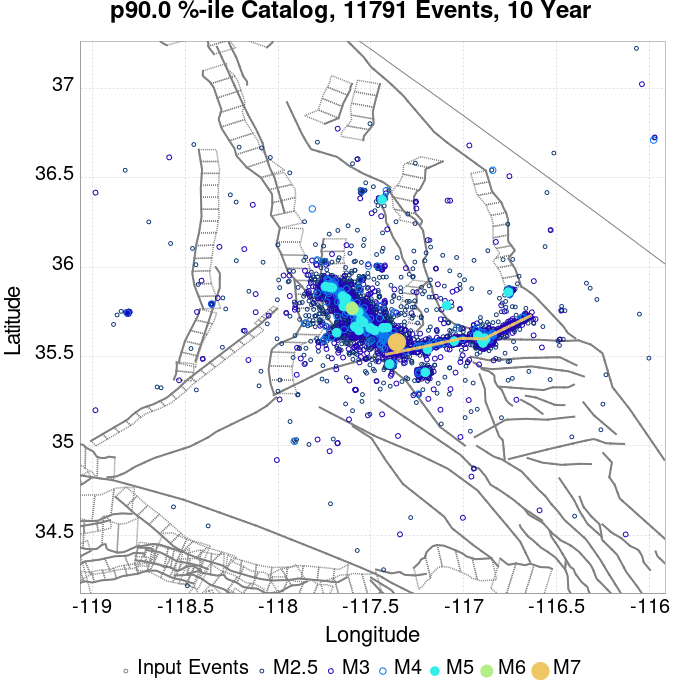 p90.0 %-ile Catalog, 11791 Events, 10 Year
37
36.5
36
35.5
35
34.5
Latitude
-119 -118.5 -118 -117.5 -117 -116.5 -116
Longitude
Input Events M2.5 M3 M4 M5 M6 M7